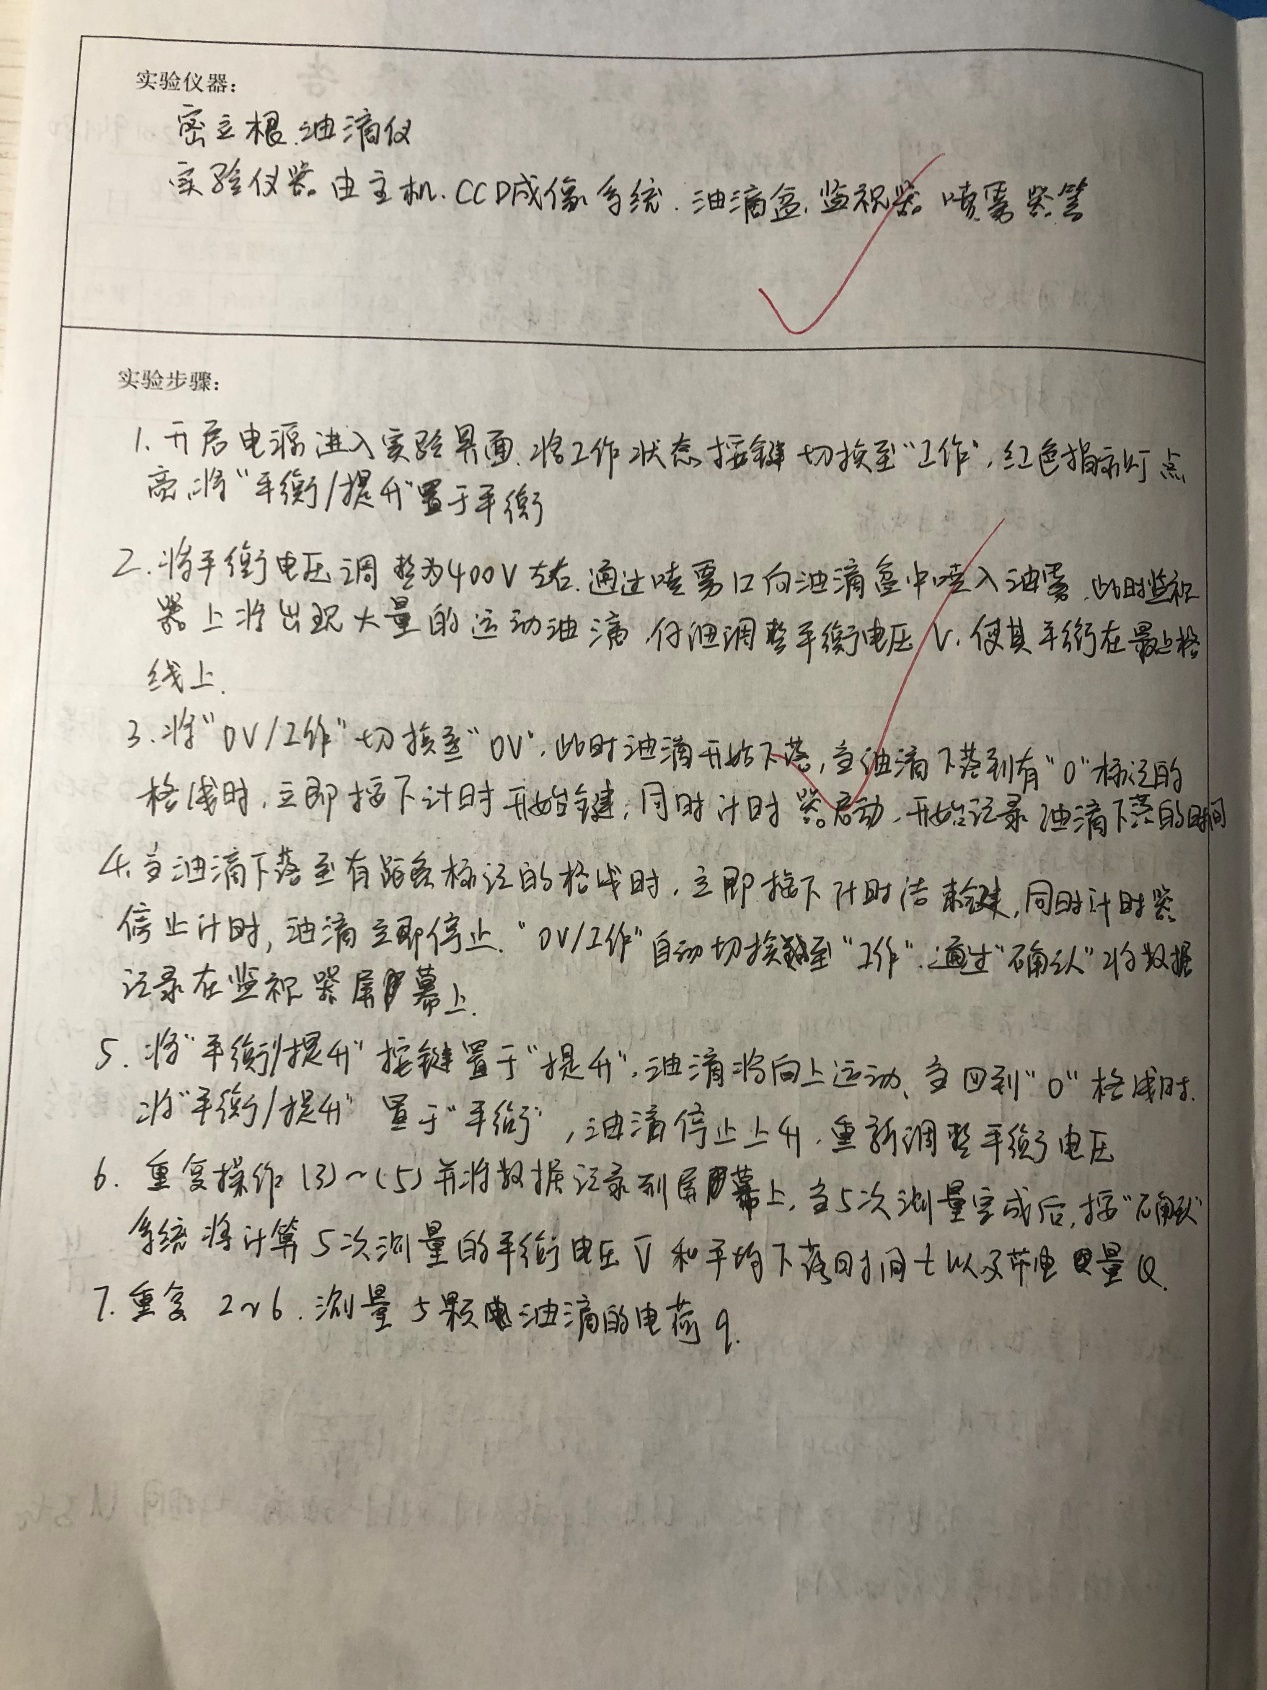 实验仪器：
密立根油滴仪
实验仪器由主机、CCD成像系统、油滴盒、监视器、喷雾器等
实验步骤：
1. 开启电源进入实验界面、将工作状态按键切换至“工作”，红色指示灯点
亮，将“平衡/提升”置于平衡
2. 将平衡电压调整为400V左右、通过喷雾口向油滴盒中喷入油雾、此时监视
器上将出现大量的运动油滴、仔细调整平衡电压V，使其平衡在最上格
线上.
3. 将“0V/工作”切换至“0V”，此时油滴开始下落，当油滴下落到有“0”标记的
格线时，立即按下计时开始键，同时计时器启动，开始记录油滴下落的时间
4. 当油滴下落至有距离标记的格线时，立即按下计时结束键，同时计时器
停止计时，油滴立即停止.“0V/工作”自动切换至“工作”.通过“确认”将数据
记录在监视器屏幕上.
5. 将“平衡/提升”按键置于“提升”，油滴将向上运动、当回到“0”格线时.
将“平衡/提升”置于“平衡”，油滴停止上升，重新调整平衡电压
6. 重复操作(3)~(5)并将数据记录到屏幕上，当5次测量完成后，按“确认”
系统将计算5次测量的平衡电压V̅和平均下落时间t以及带电量Q.
7. 重复 2~6. 测量5颗油滴的电荷q.